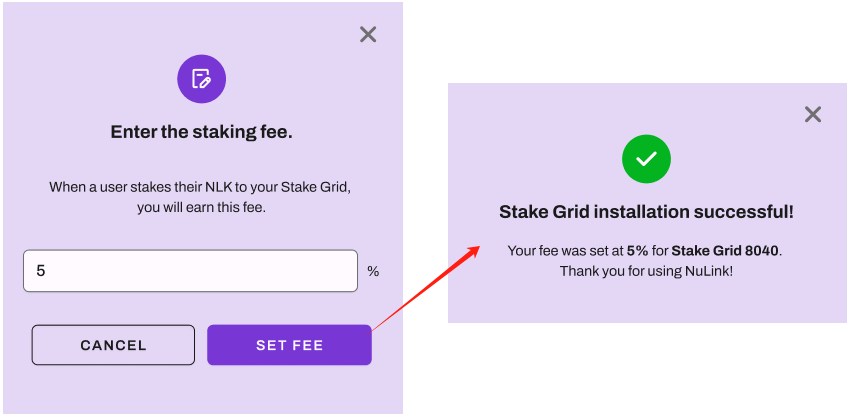 Enter the staking fee.
When a user stakes their NLK to your Stake Grid,
you will earn this fee.
5
%
CANCEL
SET FEE
Stake Grid installation successful!
Your fee was set at 5% for Stake Grid 8040.
Thank you for using NuLink!